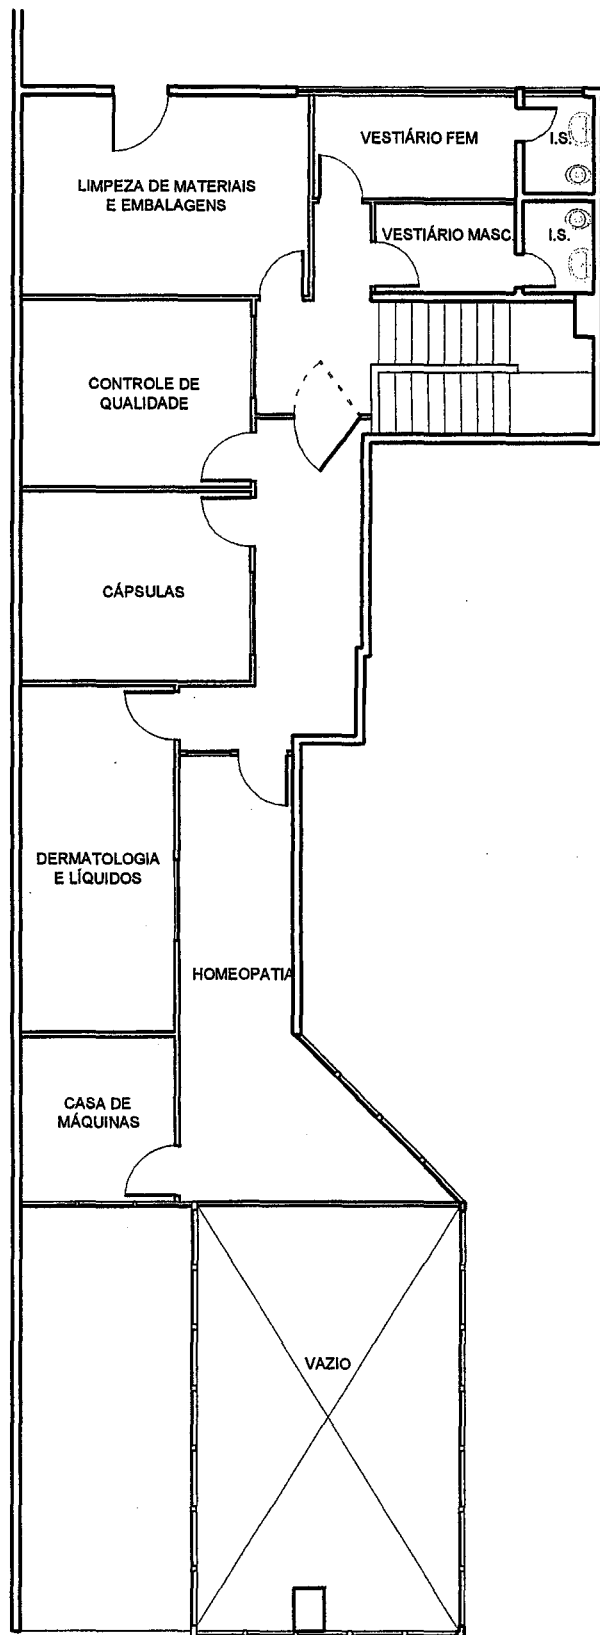 VESTIÁRIO FEM
I.S.
LIMPEZA DE MATERIAIS
E EMBALAGENS
VESTIÁRIO MASC.
I.S.
CONTROLE DE
QUALIDADE
CÁPSULAS
DERMATOLOGIA
E LÍQUIDOS
HOMEOPATIA
CASA DE
MÁQUINAS
VAZIO